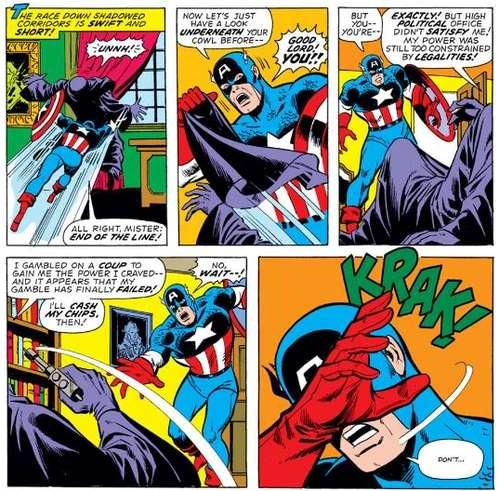 THE RACE DOWN SHADOWED
CORRIDORS IS SWIFT AND
SHORT!
UNNH!
ALL RIGHT, MISTER:
END OF THE LINE!
NOW LET'S JUST
HAVE A LOOK
UNDERNEATH YOUR
COWL BEFORE--
GOOD
LORD!
YOU!!
BUT
YOU--
YOU'RE--
EXACTLY! BUT HIGH
POLITICAL OFFICE
DIDN'T SATISFY ME!
MY POWER WAS
STILL TOO CONSTRAINED
BY LEGALITIES!
I GAMBLED ON A COUP TO
GAIN ME THE POWER I CRAVED--
AND IT APPEARS THAT MY
GAMBLE HAS FINALLY FAILED!
I'LL CASH
MY CHIPS,
THEN!
NO,
WAIT--!
KRAK!
DON'T...